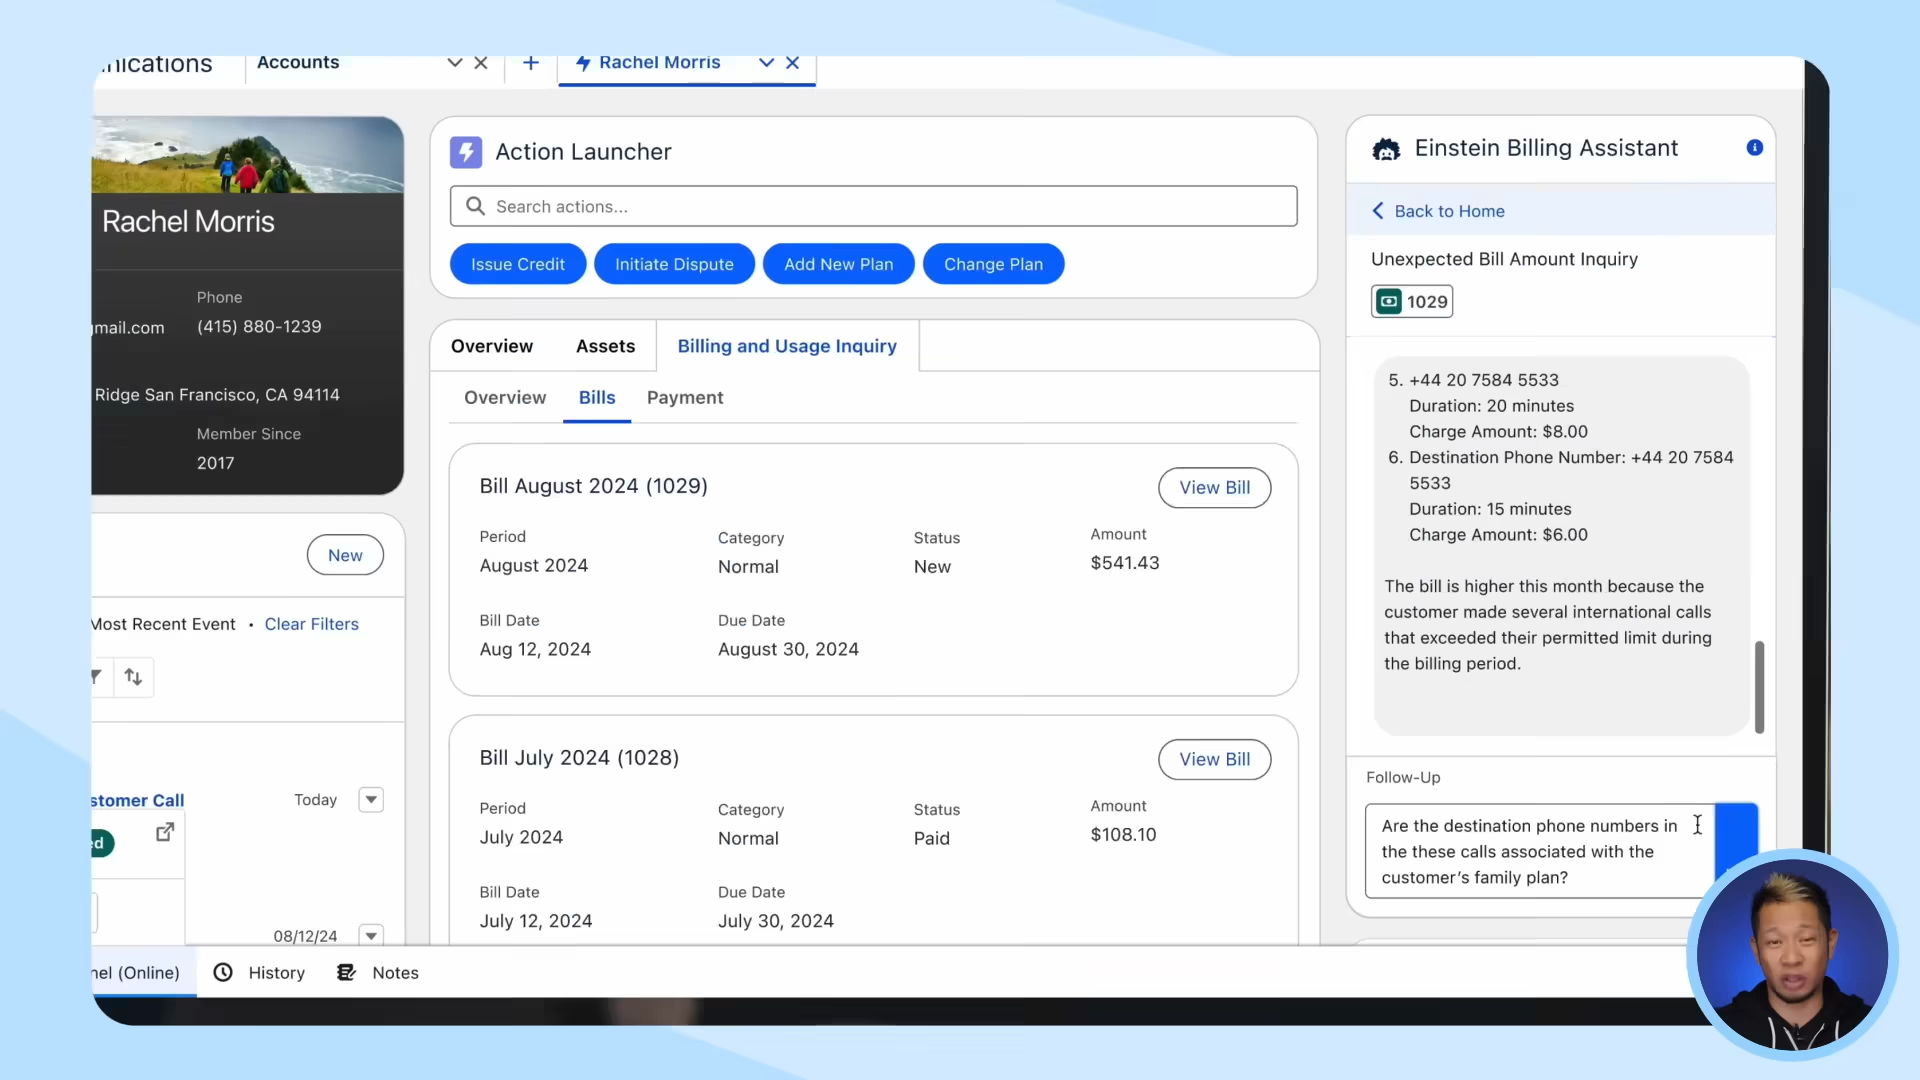 Accounts
Rachel Morris
Rachel Morris
Phone
(415) 880-1239
Ridge San Francisco, CA 94114
Member Since
2017
New
Most Recent Event • Clear Filters
Today
08/12/24
Action Launcher
Search actions...
Issue Credit
Initiate Dispute
Add New Plan
Change Plan
Overview
Assets
Billing and Usage Inquiry
Overview
Bills
Payment
Bill August 2024 (1029)
View Bill
Period
Category
Status
Amount
August 2024
Normal
New
$541.43
Bill Date
Due Date
Aug 12, 2024
August 30, 2024
Bill July 2024 (1028)
View Bill
Period
Category
Status
Amount
July 2024
Normal
Paid
$108.10
Bill Date
Due Date
July 12, 2024
July 30, 2024
Einstein Billing Assistant
Back to Home
Unexpected Bill Amount Inquiry
1029
5. +44 20 7584 5533
Duration: 20 minutes
Charge Amount: $8.00
6. Destination Phone Number: +44 20 7584
5533
Duration: 15 minutes
Charge Amount: $6.00
The bill is higher this month because the
customer made several international calls
that exceeded their permitted limit during
the billing period.
Follow-Up
Are the destination phone numbers in
the these calls associated with the
customer's family plan?
(Online)
History
Notes